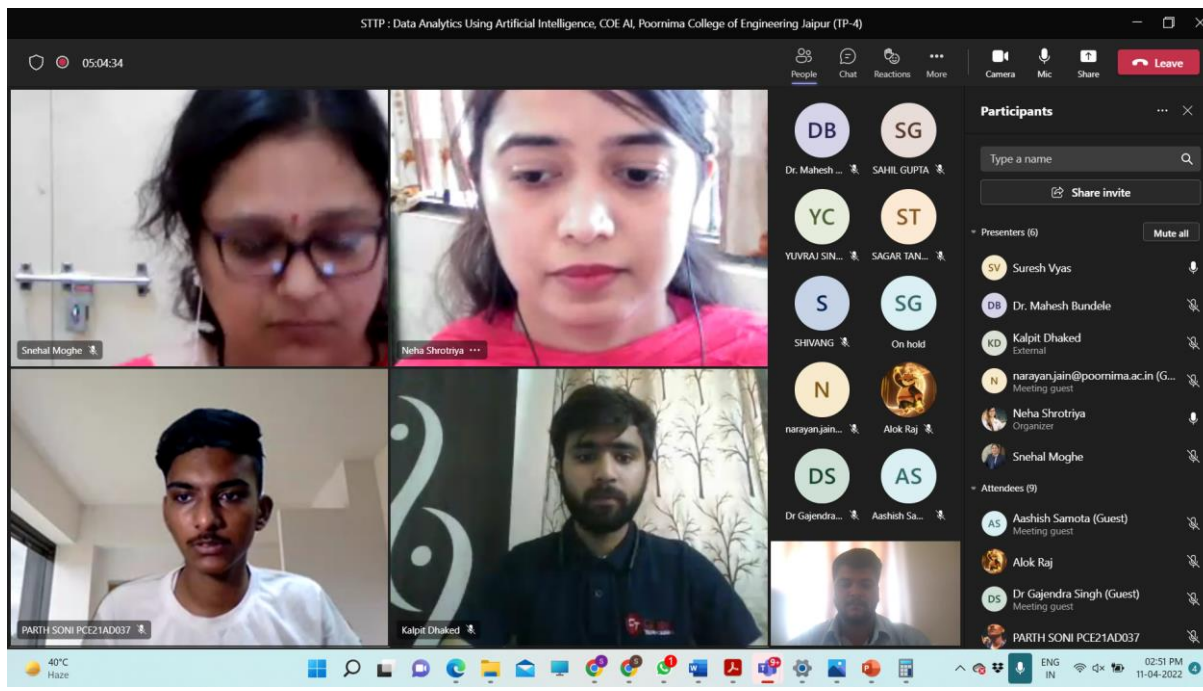 STTP : Data Analytics Using Artificial Intelligence, COE AI, Poornima College of Engineering Jaipur (TP-4)
05:04:34
People
Chat
Reactions
More
Camera
Mic
Share
Leave
Snehal Moghe
Neha Shrotriya ...
PARTH SONI PCE21AD037
Kalpit Dhaked
DB
SG
Dr. Mahesh ...
SAHIL GUPTA
YC
ST
YUVRAJ SIN...
SAGAR TAN...
S
SG
SHIVANG
On hold
N
narayan.jain...
Alok Raj
DS
AS
Dr Gajendra...
Aashish Sa...
Participants
Type a name
Share invite
Presenters (6)
Mute all
SV
Suresh Vyas
DB
Dr. Mahesh Bundele
KD
Kalpit Dhaked
External
N
narayan.jain@poornima.ac.in (G...
Meeting guest
Neha Shrotriya
Organizer
Snehal Moghe
Attendees (9)
AS
Aashish Samota (Guest)
Meeting guest
Alok Raj
DS
Dr Gajendra Singh (Guest)
Meeting guest
PARTH SONI PCE21AD037
40°C
Haze
9+
ENG
IN
02:51 PM
11-04-2022
4